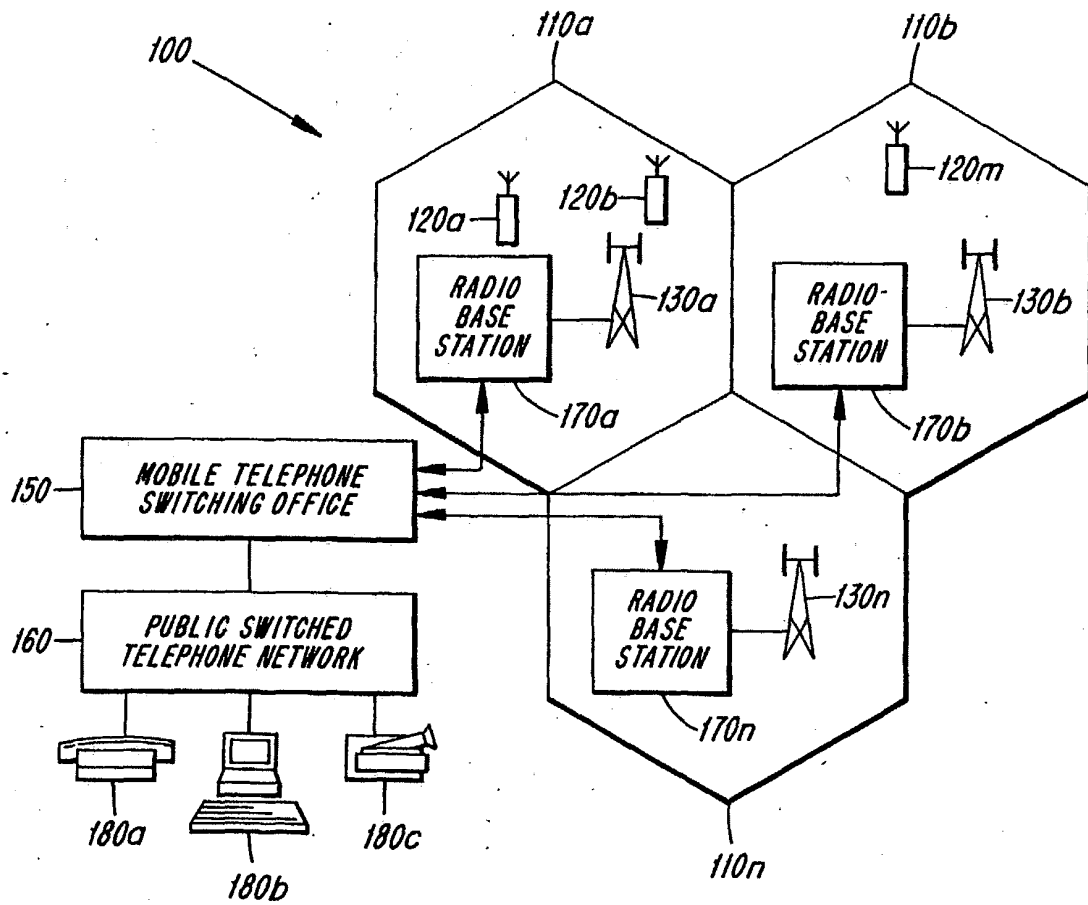 100
110a
110b
120a
120b
120m
RADIO
BASE
STATION
130a
RADIO-
BASE
STATION
130b
170a
170b
150
MOBILE TELEPHONE
SWITCHING OFFICE
RADIO
BASE
STATION
130n
160
PUBLIC SWITCHED
TELEPHONE NETWORK
170n
180a
180b
180c
110n